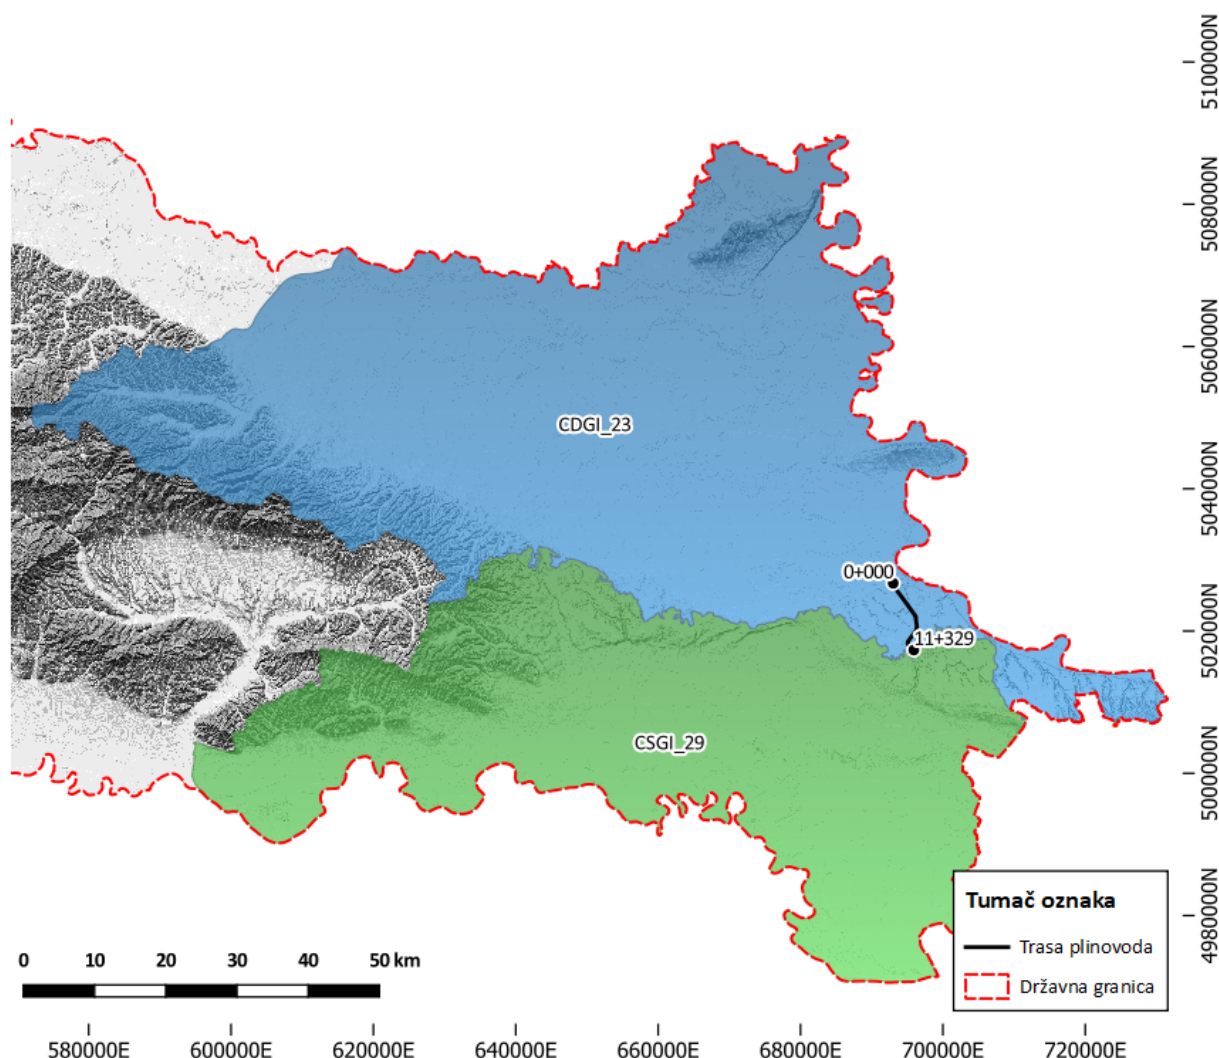 5100000N
5080000N
5060000N
CDGI_23
5040000N
0+000
11+329
5020000N
CSGI_29
5000000N
Tumač oznaka
Trasa plinovoda
Državna granica
4980000N
0 10 20 30 40 50 km
580000E 600000E 620000E 640000E 660000E 680000E 700000E 720000E